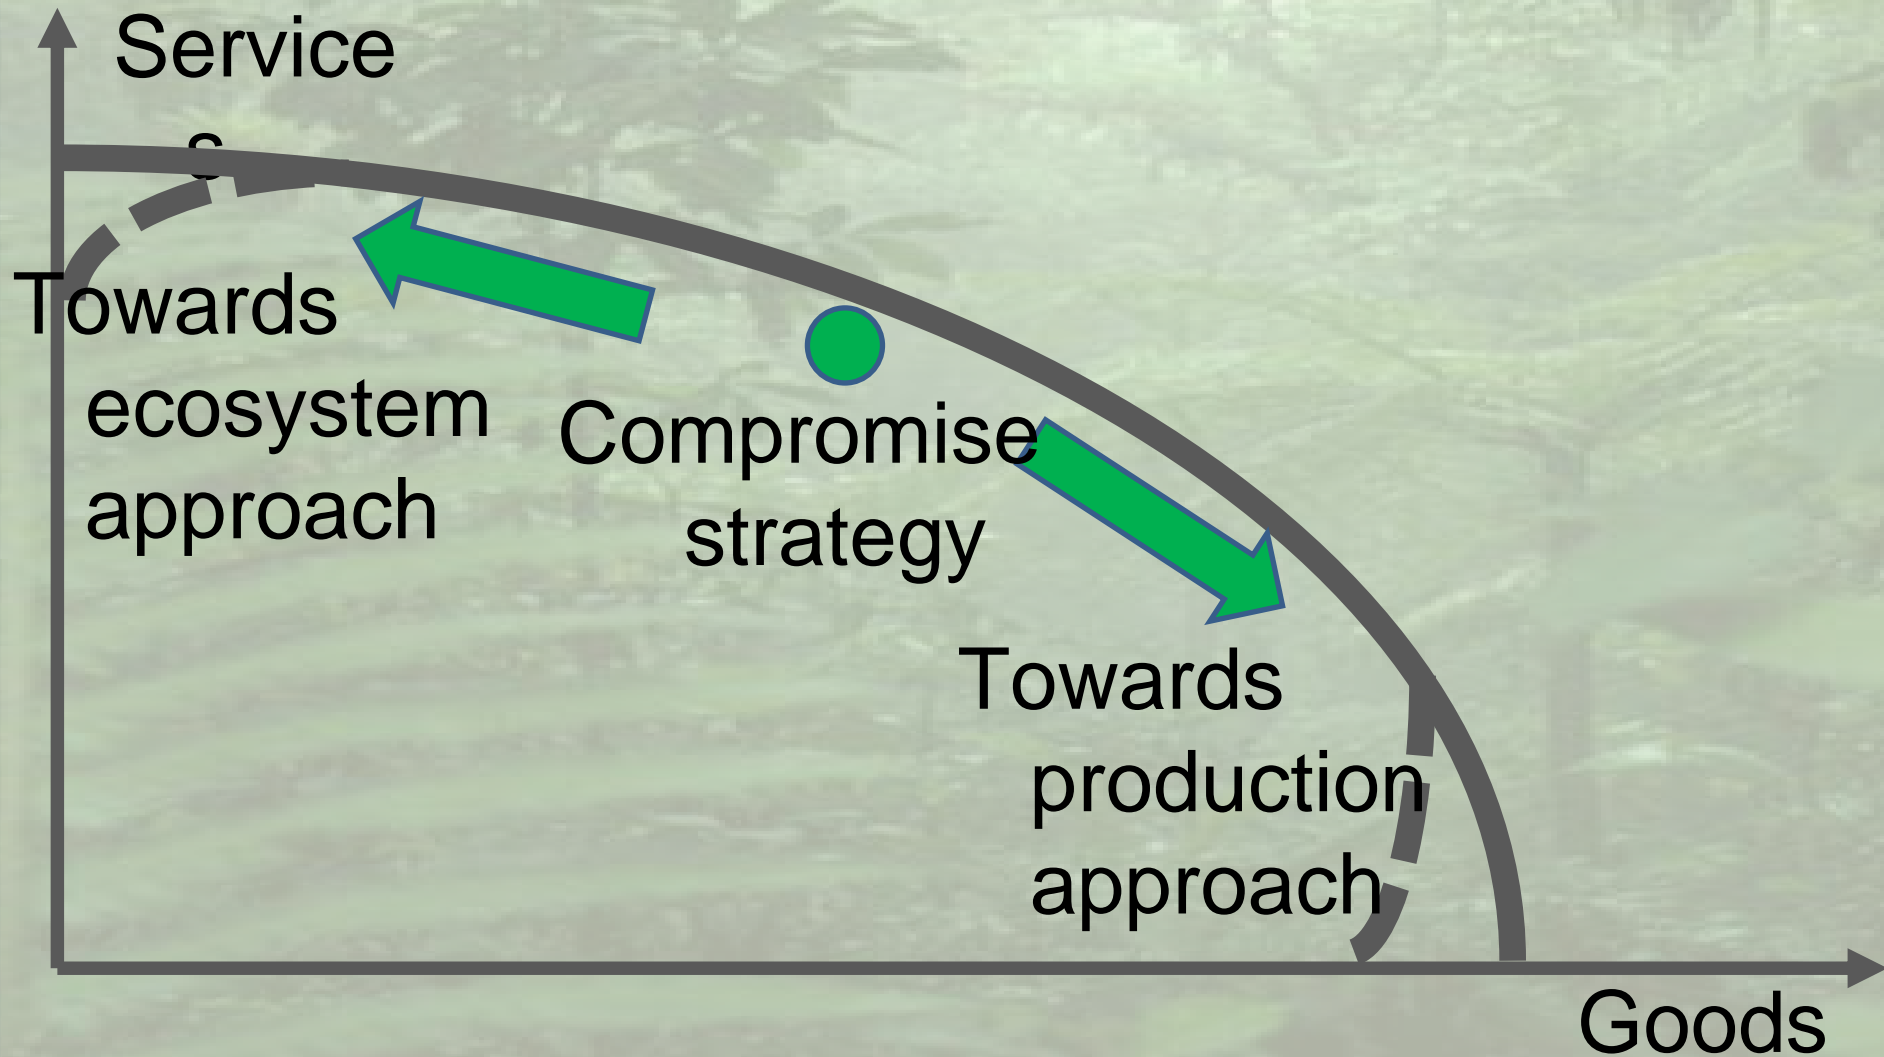 Service
s
Towards
ecosystem
approach
Compromise
strategy
Towards
production
approach
Goods